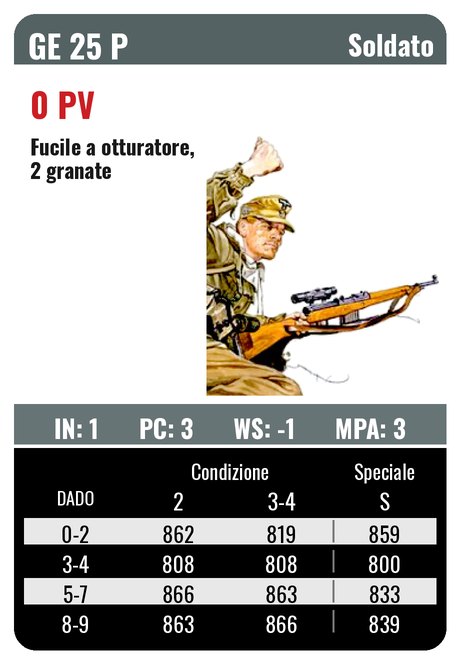 GE 25 P Soldato
0 PV
Fucile a otturatore,
2 granate
IN: 1 PC: 3 WS: -1 MPA: 3
Condizione Speciale
DADO 2 3-4 S
0-2 862 819 859
3-4 808 808 800
5-7 866 863 833
8-9 863 866 839